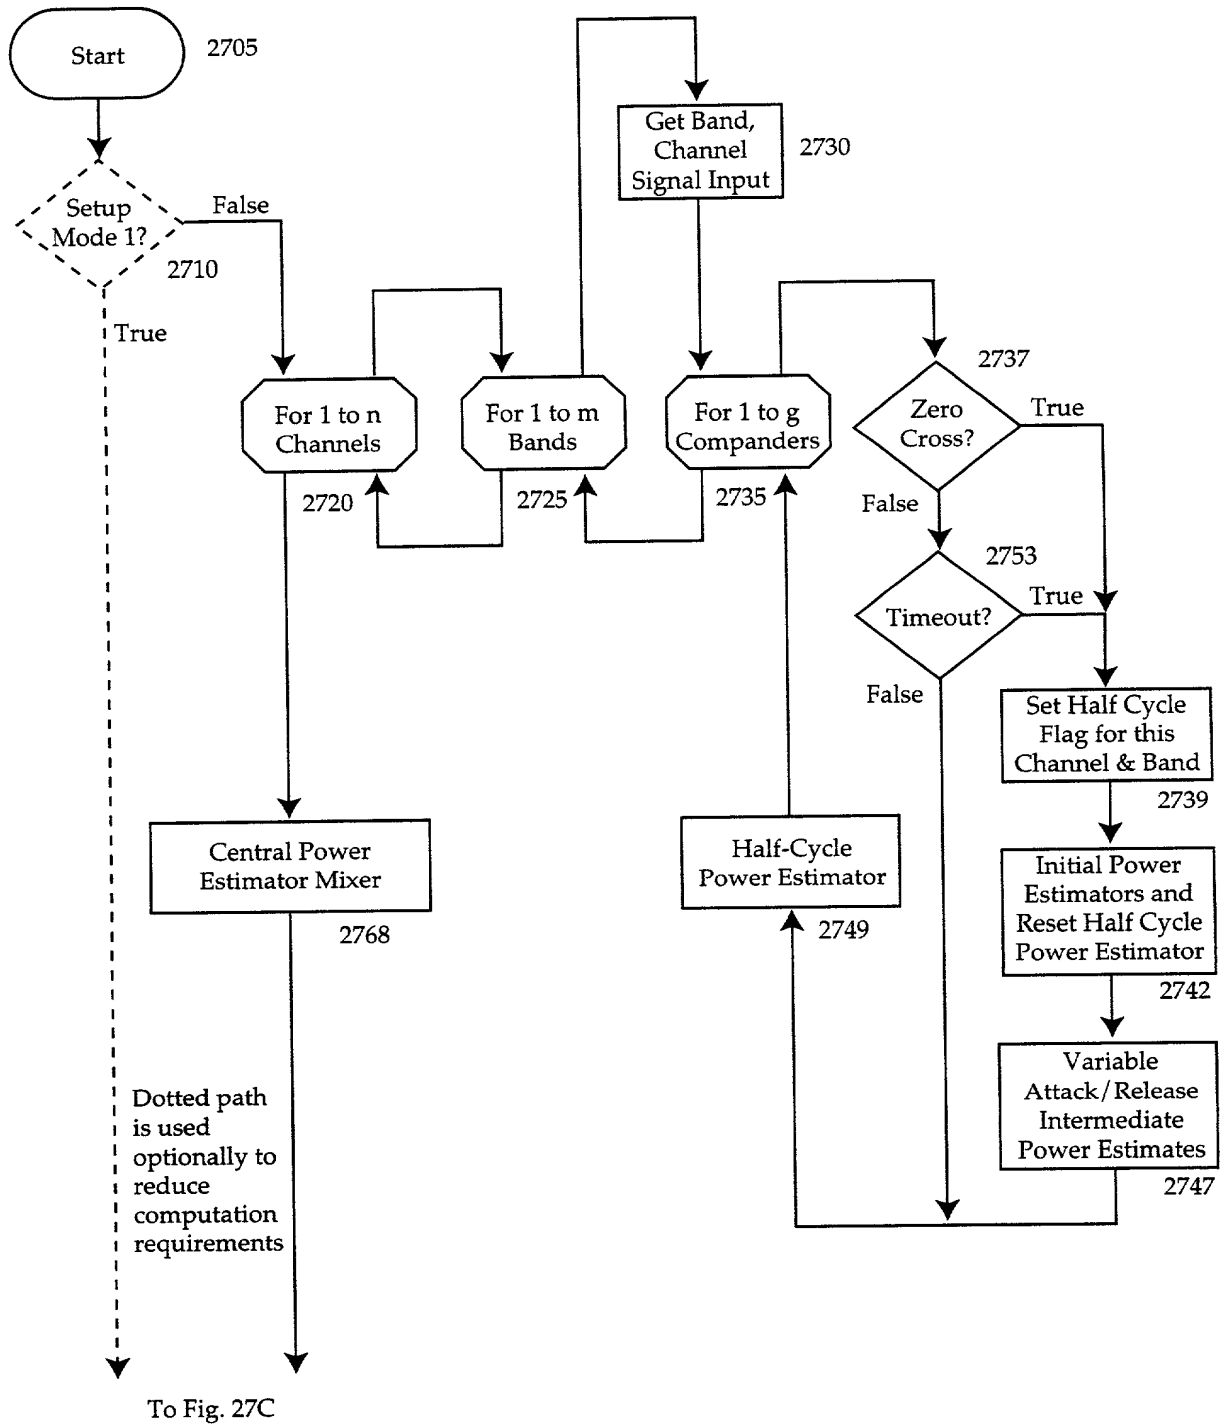 Start
2705
Get Band,
Channel
Signal Input
2730
Setup
Mode 1?
False
2710
True
For 1 to n
Channels
2720
For 1 to m
Bands
2725
For 1 to g
Companders
2735
2737
Zero
Cross?
True
False
2753
Timeout?
True
False
Set Half Cycle
Flag for this
Channel & Band
2739
Central Power
Estimator Mixer
2768
Half-Cycle
Power Estimator
2749
Initial Power
Estimators and
Reset Half Cycle
Power Estimator
2742
Variable
Attack/Release
Intermediate
Power Estimates
2747
Dotted path
is used
optionally to
reduce
computation
requirements
To Fig. 27C